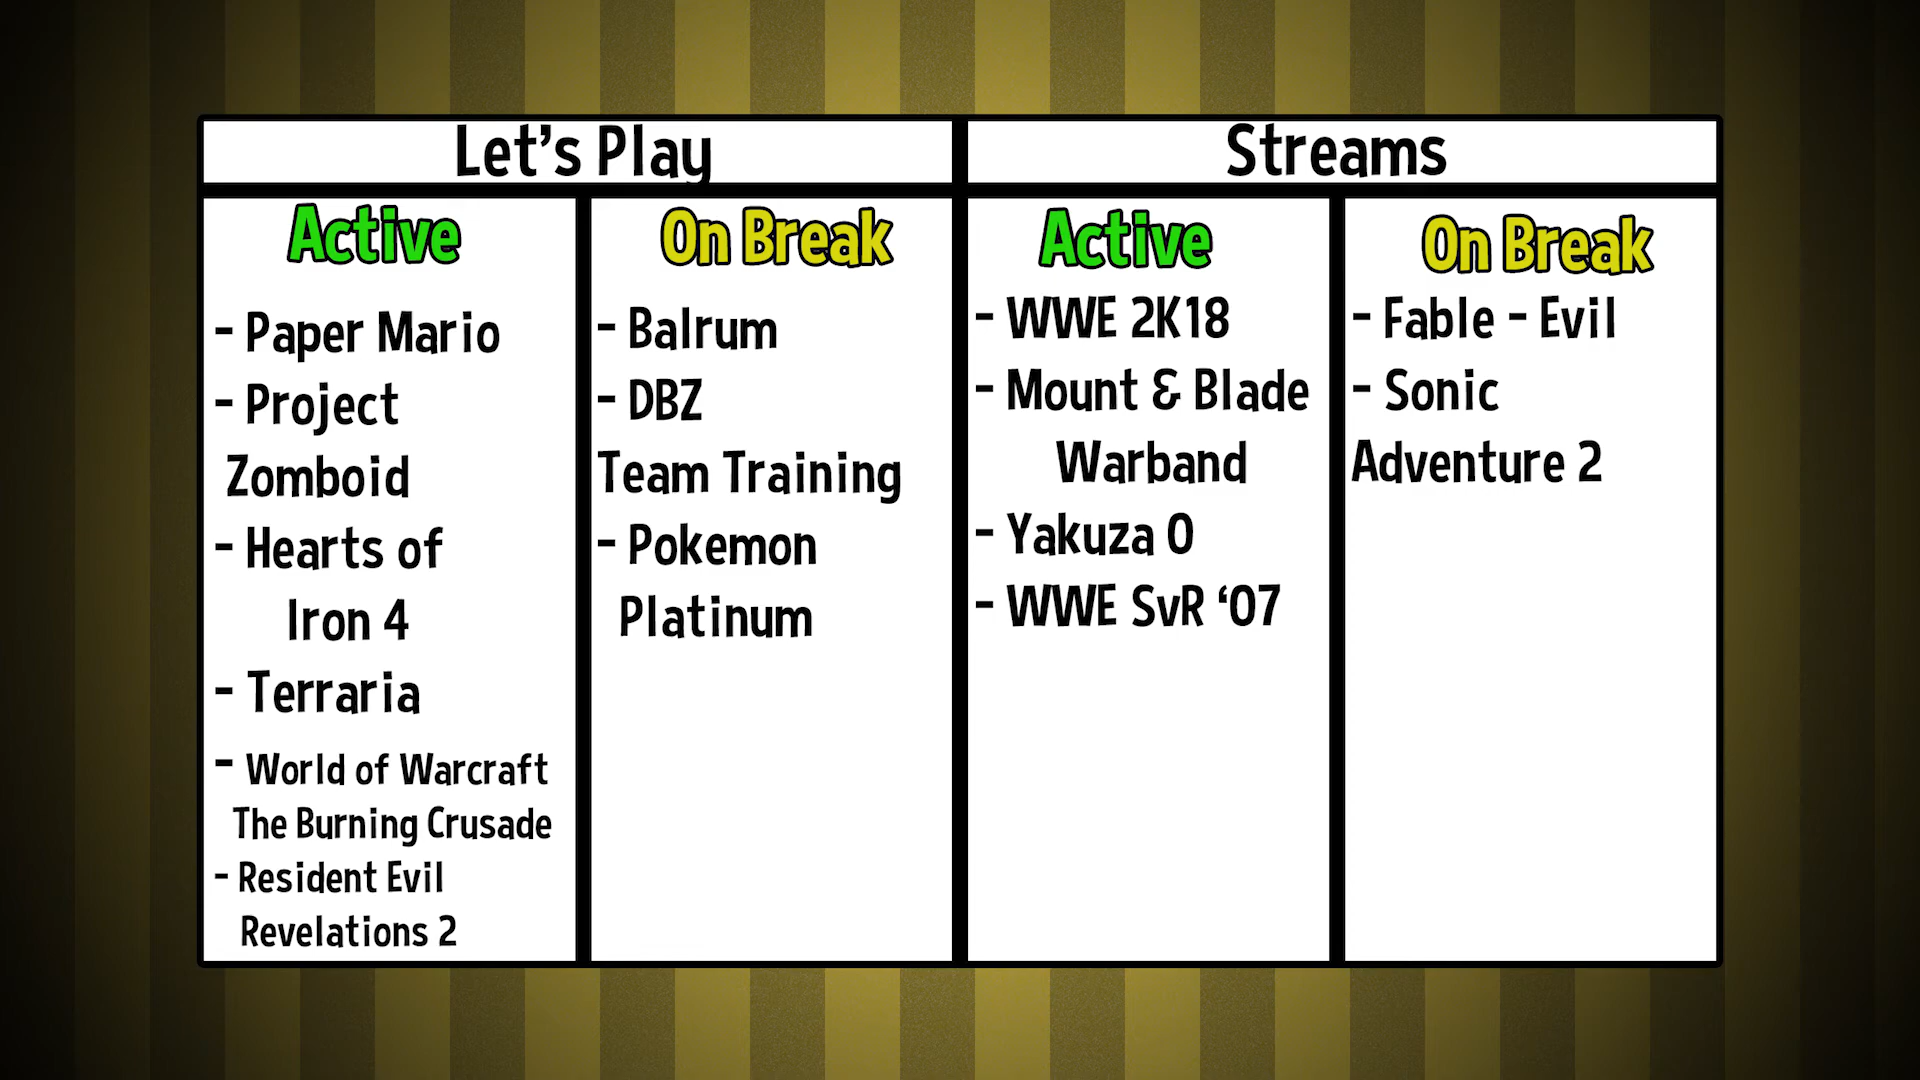 Let's Play
Active
- Paper Mario
- Project
Zomboid
- Hearts of
Iron 4
- Terraria
- World of Warcraft
The Burning Crusade
- Resident Evil
Revelations 2
On Break
- Balrum
- DBZ
Team Training
- Pokemon
Platinum
Streams
Active
- WWE 2K18
- Mount & Blade
Warband
- Yakuza 0
- WWE SvR ‘07
On Break
- Fable - Evil
- Sonic
Adventure 2